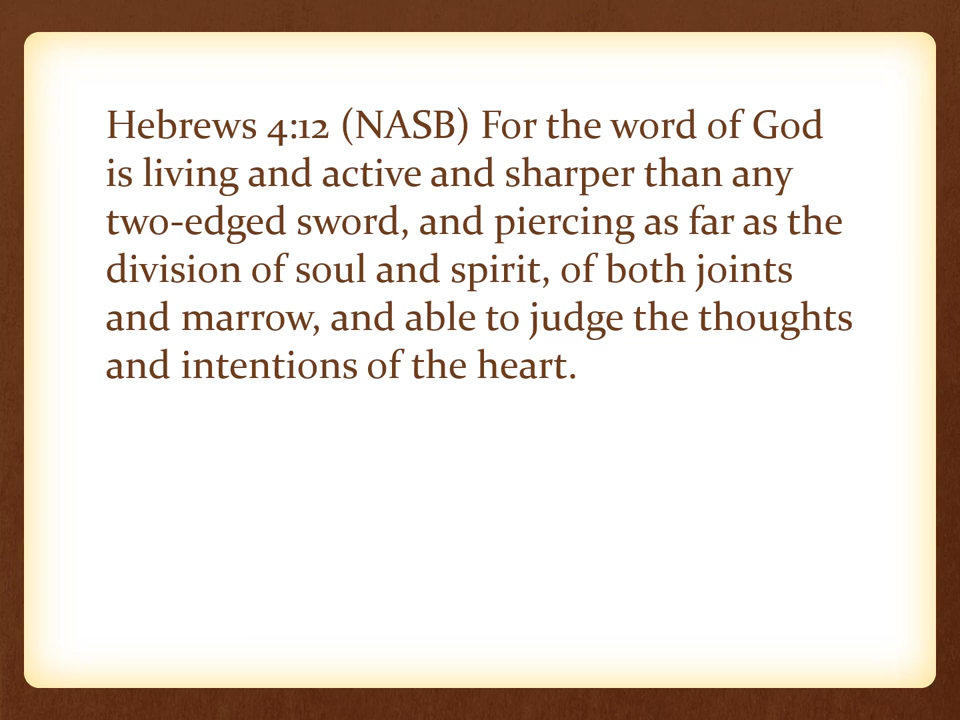 Hebrews 4:12 (NASB) For the word of God
is living and active and sharper than any
two-edged sword, and piercing as far as the
division of soul and spirit, of both joints
and marrow, and able to judge the thoughts
and intentions of the heart.